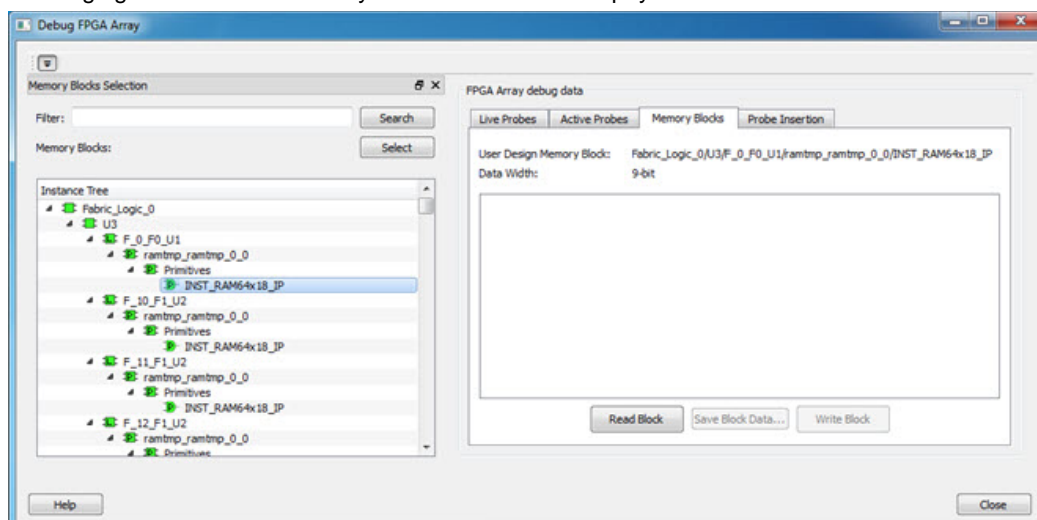 Debug FPGA Array
Memory Blocks Selection
Filter:
Search
Memory Blocks:
Select
Instance Tree
Fabric_Logic_0
U3
F_0_F0_U1
ramtmp_ramtmp_0_0
Primitives
INST_RAM64x18_IP
F_10_F1_U2
ramtmp_ramtmp_0_0
Primitives
INST_RAM64x18_IP
F_11_F1_U2
ramtmp_ramtmp_0_0
Primitives
INST_RAM64x18_IP
F_12_F1_U2
ramtmp_ramtmp_0_0
Primitives
FPGA Array debug data
Live Probes Active Probes Memory Blocks Probe Insertion
User Design Memory Block: Fabric_Logic_0/U3/F_0_F0_U1/ramtmp_ramtmp_0_0/INST_RAM64x18_IP
Data Width: 9-bit
Read Block Save Block Data... Write Block
Help
Close